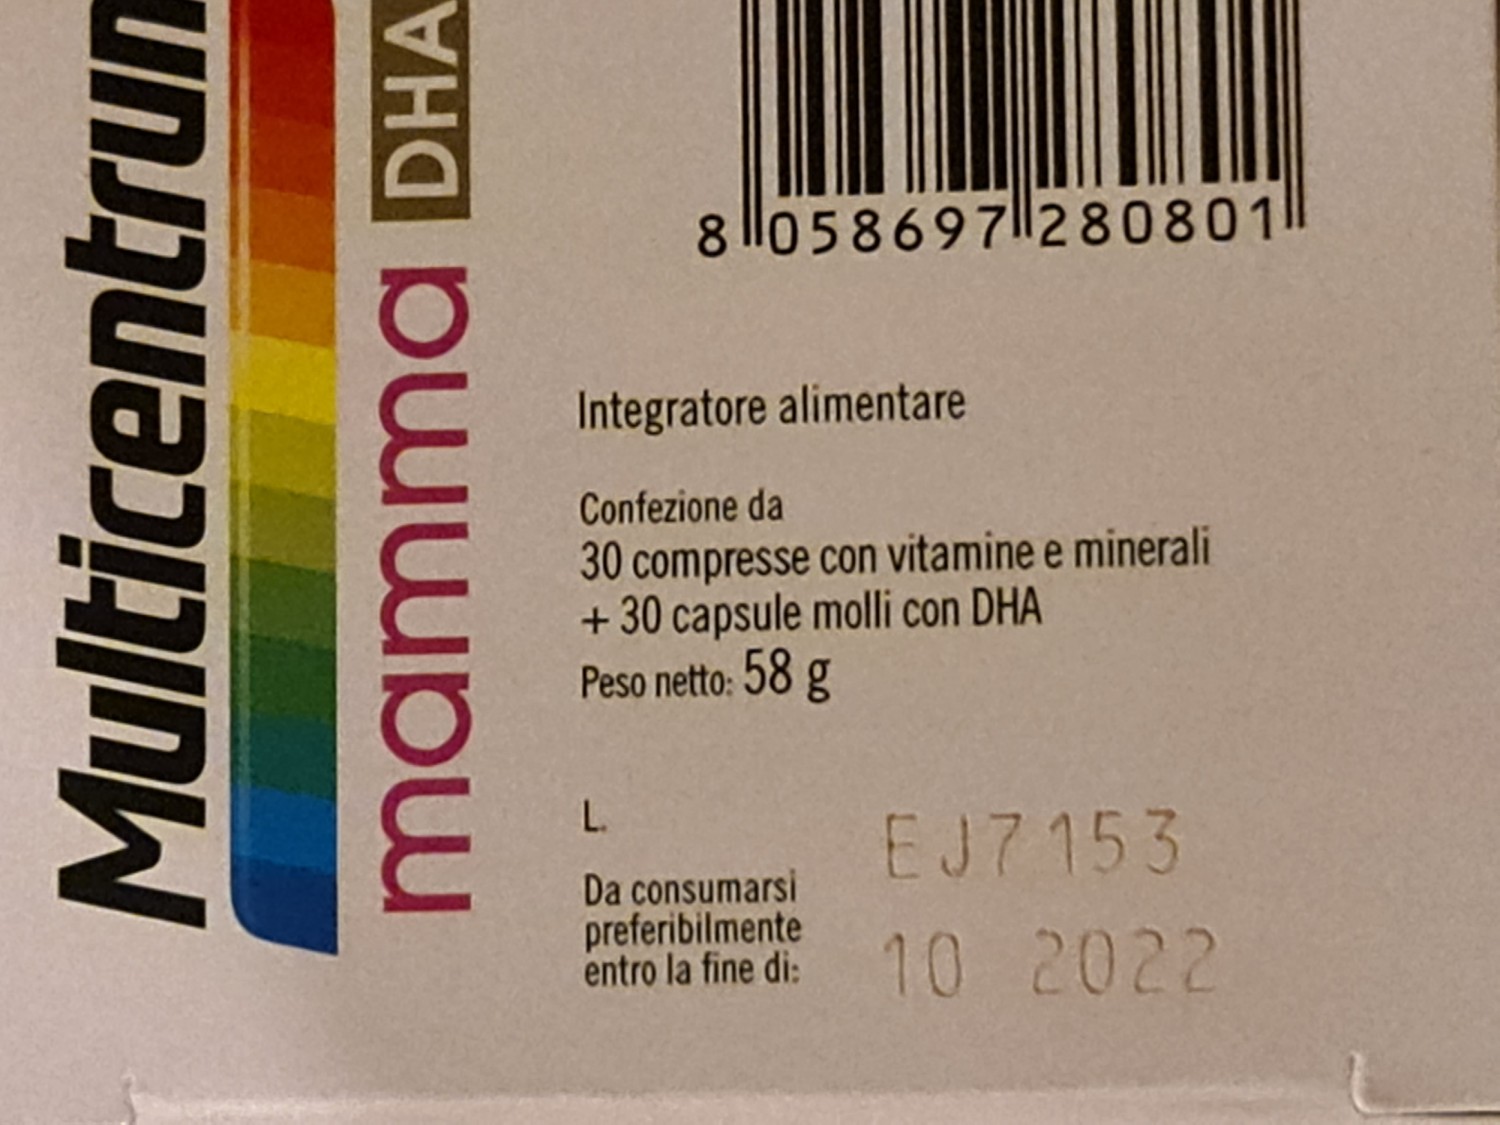 Multicentrum
mamma DHA
8 058697 280801
Integratore alimentare
Confezione da
30 compresse con vitamine e minerali
+ 30 capsule molli con DHA
Peso netto: 58 g
L.
EJ7153
Da consumarsi
preferibilmente
entro la fine di:
10 2022